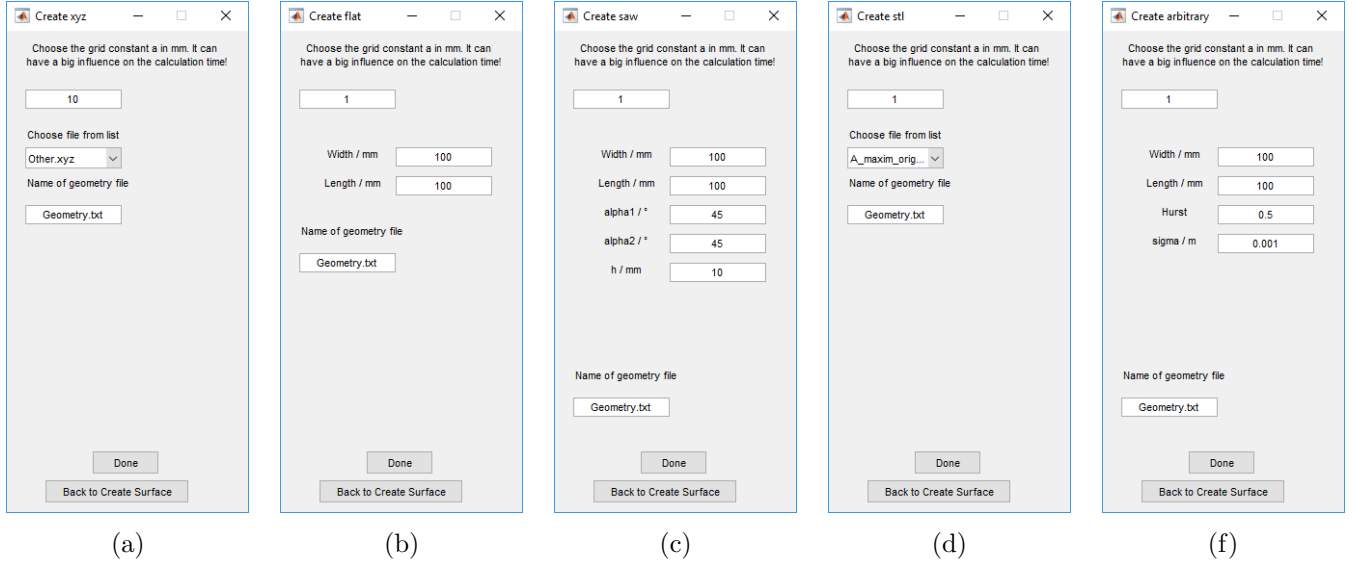 Create xyz
Choose the grid constant a in mm. It can
have a big influence on the calculation time!
10
Choose file from list
Other.xyz
Name of geometry file
Geometry.txt
Done
Back to Create Surface
(a)
Create flat
Choose the grid constant a in mm. It can
have a big influence on the calculation time!
1
Width / mm 100
Length / mm 100
Name of geometry file
Geometry.txt
Done
Back to Create Surface
(b)
Create saw
Choose the grid constant a in mm. It can
have a big influence on the calculation time!
1
Width / mm 100
Length / mm 100
alpha1 / ° 45
alpha2 / ° 45
h / mm 10
Name of geometry file
Geometry.txt
Done
Back to Create Surface
(c)
Create stl
Choose the grid constant a in mm. It can
have a big influence on the calculation time!
1
Choose file from list
A_maxim_orig...
Name of geometry file
Geometry.txt
Done
Back to Create Surface
(d)
Create arbitrary
Choose the grid constant a in mm. It can
have a big influence on the calculation time!
1
Width / mm 100
Length / mm 100
Hurst 0.5
sigma / m 0.001
Name of geometry file
Geometry.txt
Done
Back to Create Surface
(f)